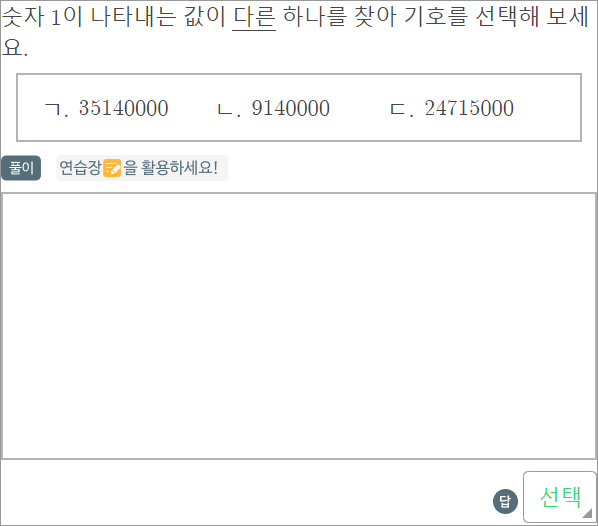 숫자 1이 나타내는 값이 다른 하나를 찾아 기호를 선택해 보세
요.
ㄱ. 35140000 ㄴ. 9140000 ㄷ. 24715000
풀이 연습장을 활용하세요!
답 선택